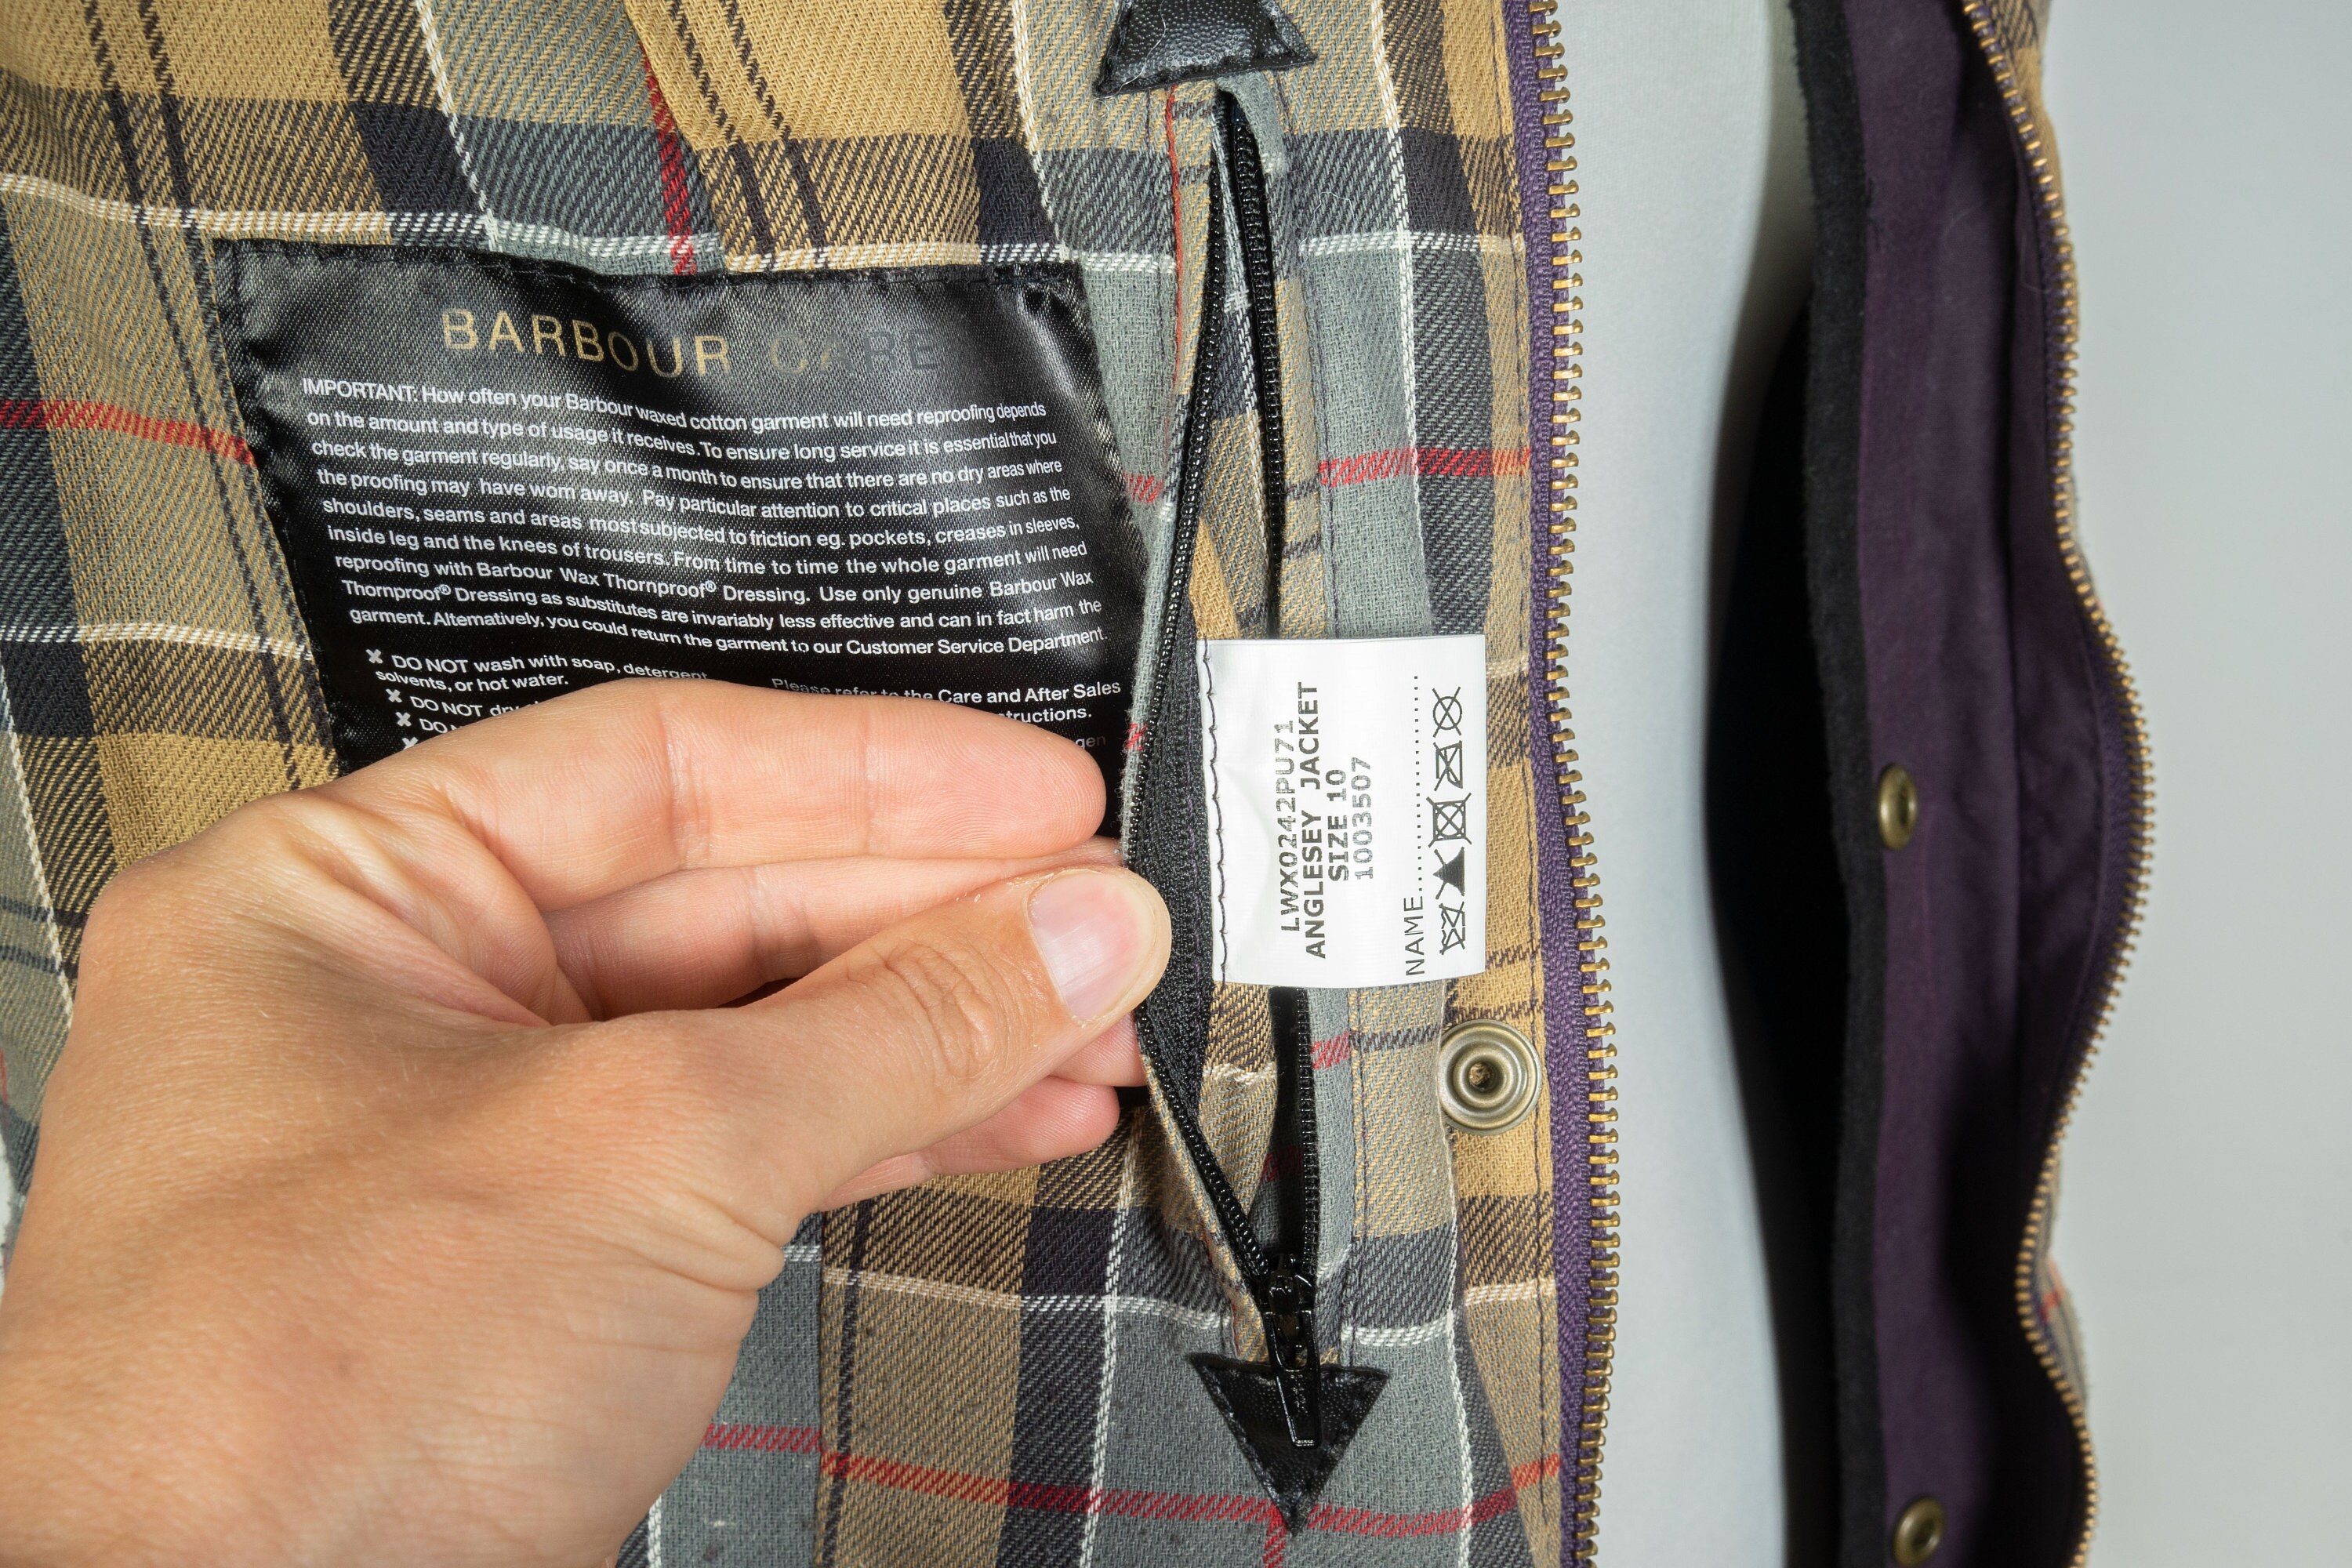 BARBOUR CARE
IMPORTANT: How often your Barbour waxed cotton garment will need reproofing depends
on the amount and type of usage it receives. To ensure long service it is essential that you
check the garment regularly, say once a month to ensure that there are no dry areas where
the proofing may have worn away. Pay particular attention to critical places such as the
shoulders, seams and areas most subjected to friction eg. pockets, creases in sleeves,
inside leg and the knees of trousers. From time to time the whole garment will need
reproofing with Barbour Wax Thornproof® Dressing. Use only genuine Barbour Wax
Thornproof® Dressing as substitutes are invariably less effective and can in fact harm the
garment. Alternatively, you could return the garment to our Customer Service Department.
✖ DO NOT wash with soap, detergent
solvents, or hot water.
✖ DO NOT
✖ DO
Please refer to the Care and After Sales
LWX0242PU71
ANGLESEY JACKET
SIZE 10
1003507
NAME....................